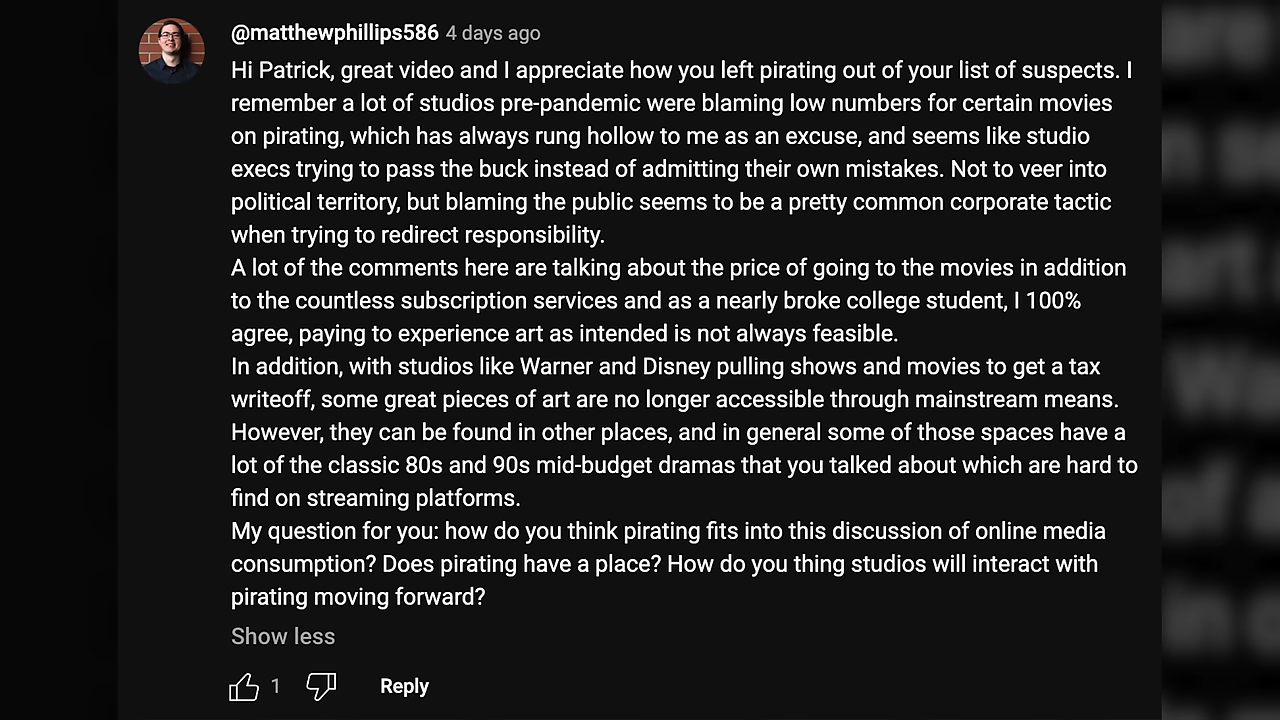 @matthewphillips586 4 days ago
Hi Patrick, great video and I appreciate how you left pirating out of your list of suspects. I
remember a lot of studios pre-pandemic were blaming low numbers for certain movies
on pirating, which has always rung hollow to me as an excuse, and seems like studio
execs trying to pass the buck instead of admitting their own mistakes. Not to veer into
political territory, but blaming the public seems to be a pretty common corporate tactic
when trying to redirect responsibility.
A lot of the comments here are talking about the price of going to the movies in addition
to the countless subscription services and as a nearly broke college student, I 100%
agree, paying to experience art as intended is not always feasible.
In addition, with studios like Warner and Disney pulling shows and movies to get a tax
writeoff, some great pieces of art are no longer accessible through mainstream means.
However, they can be found in other places, and in general some of those spaces have a
lot of the classic 80s and 90s mid-budget dramas that you talked about which are hard to
find on streaming platforms.
My question for you: how do you think pirating fits into this discussion of online media
consumption? Does pirating have a place? How do you thing studios will interact with
pirating moving forward?
Show less
1 Reply